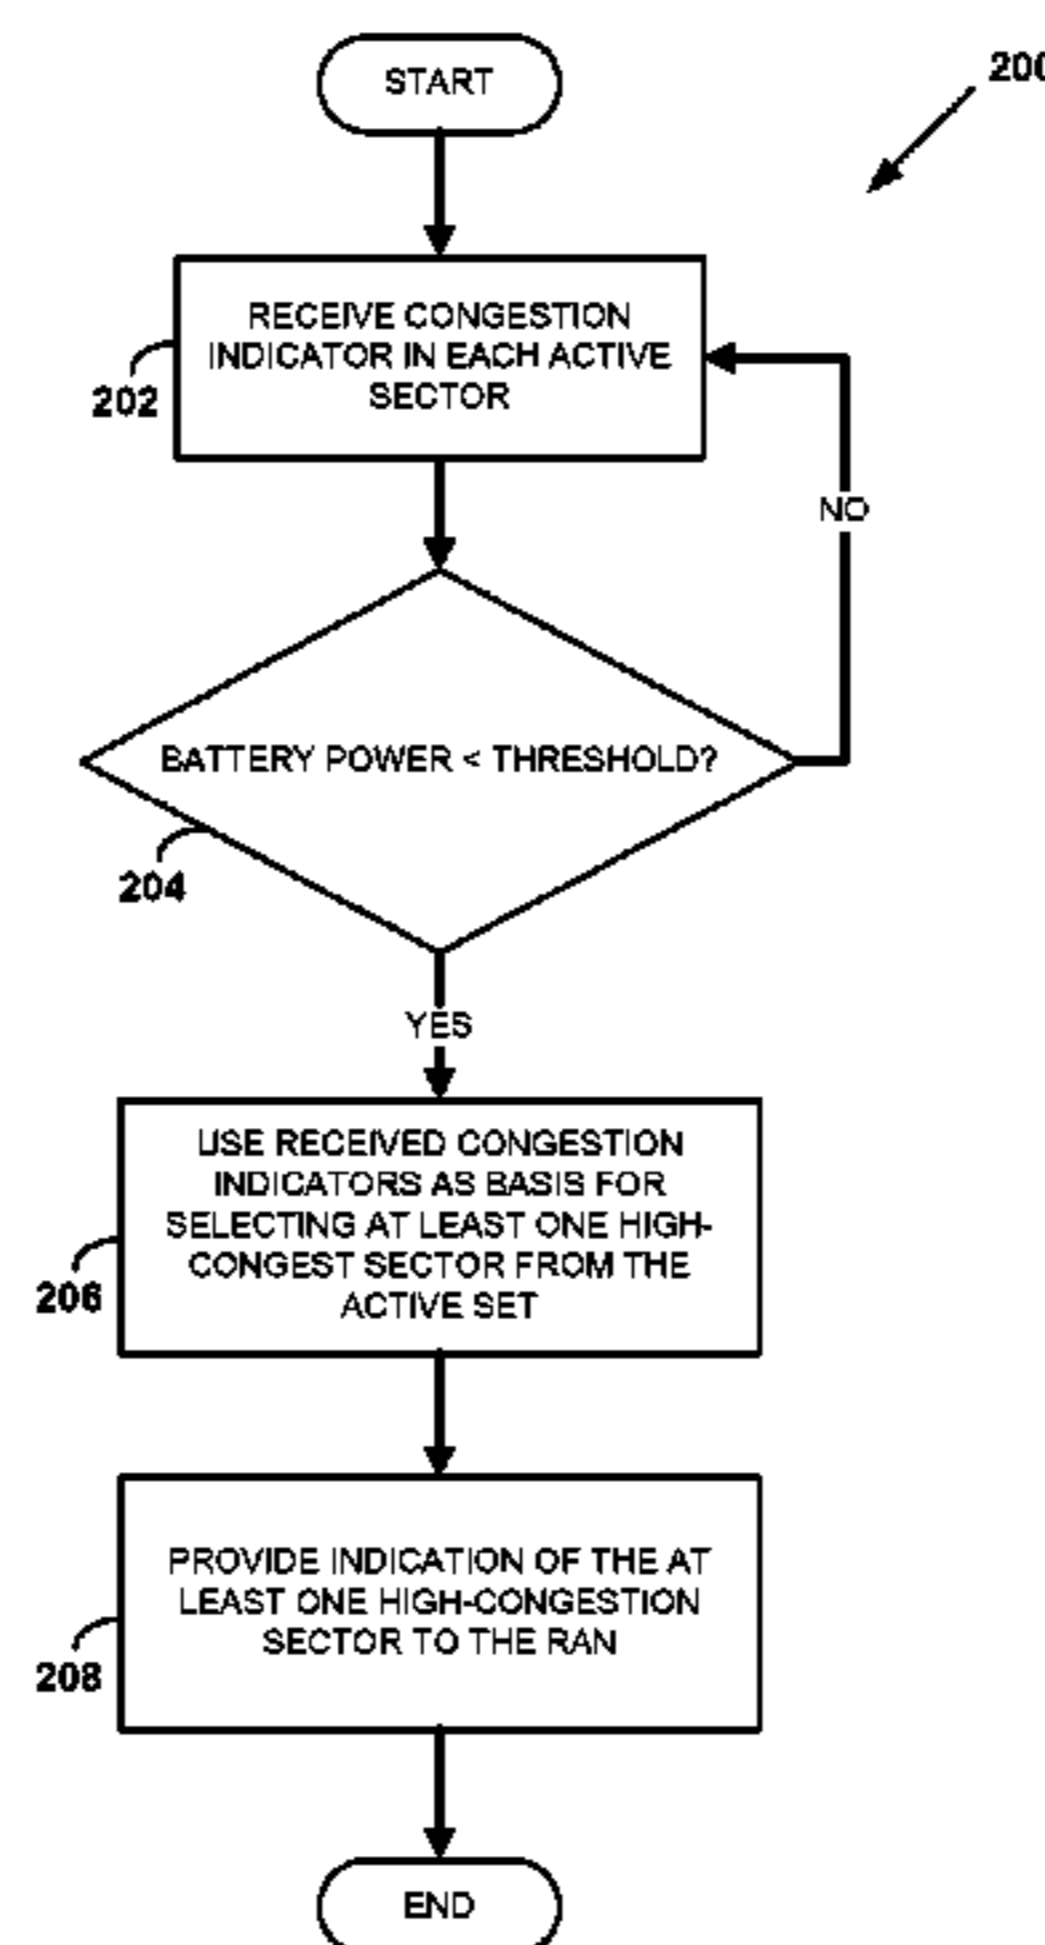 START
200
RECEIVE CONGESTION
INDICATOR IN EACH ACTIVE
SECTOR
202
NO
BATTERY POWER < THRESHOLD?
204
YES
USE RECEIVED CONGESTION
INDICATORS AS BASIS FOR
SELECTING AT LEAST ONE HIGH-
CONGEST SECTOR FROM THE
ACTIVE SET
206
PROVIDE INDICATION OF THE AT
LEAST ONE HIGH-CONGESTION
SECTOR TO THE RAN
208
END